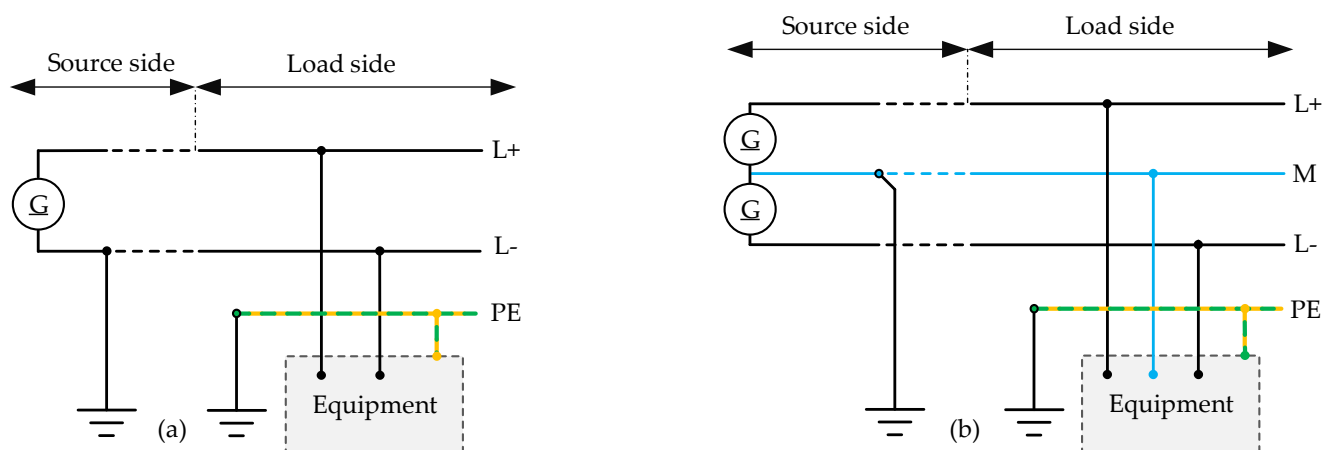 Source side
Load side
L+
G
L-
PE
Equipment
(a)
Source side
Load side
L+
G
M
G
L-
PE
Equipment
(b)